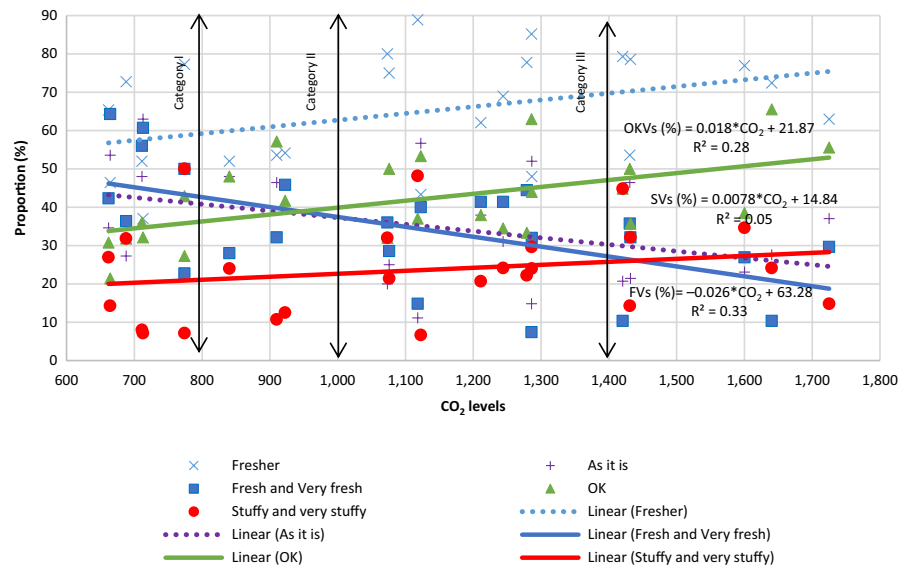 90
80
70
60
50
40
30
20
10
0
Proportion (%)
Category I
Category II
Category III
OKVs (%) = 0.018*CO₂ + 21.87
R² = 0.28
SVs (%) = 0.0078*CO₂ + 14.84
R² = 0.05
FVs (%)= –0.026*CO₂ + 63.28
R² = 0.33
600 700 800 900 1,000 1,100 1,200 1,300 1,400 1,500 1,600 1,700 1,800
CO₂ levels
Fresher As it is
Fresh and Very fresh OK
Stuffy and very stuffy Linear (Fresher)
Linear (As it is) Linear (Fresh and Very fresh)
Linear (OK) Linear (Stuffy and very stuffy)